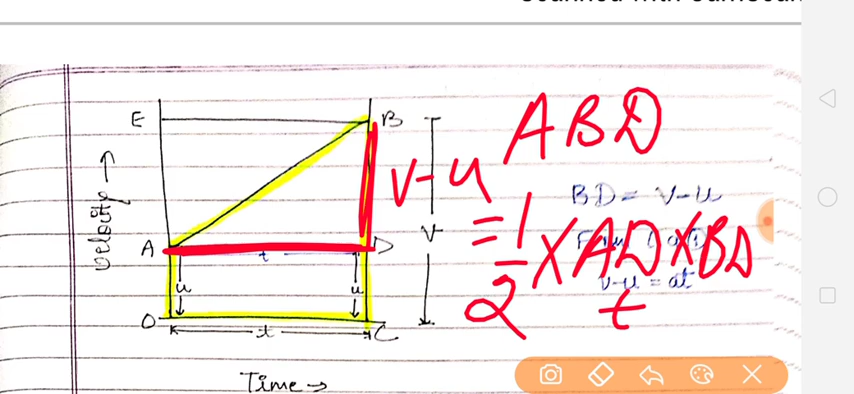 E
B
ABD
v-u
BD = v-u
velocity →
v
= 1/2 × AD × BD
A
t
D
v-u = at
u
u
t
O
t
C
Time →